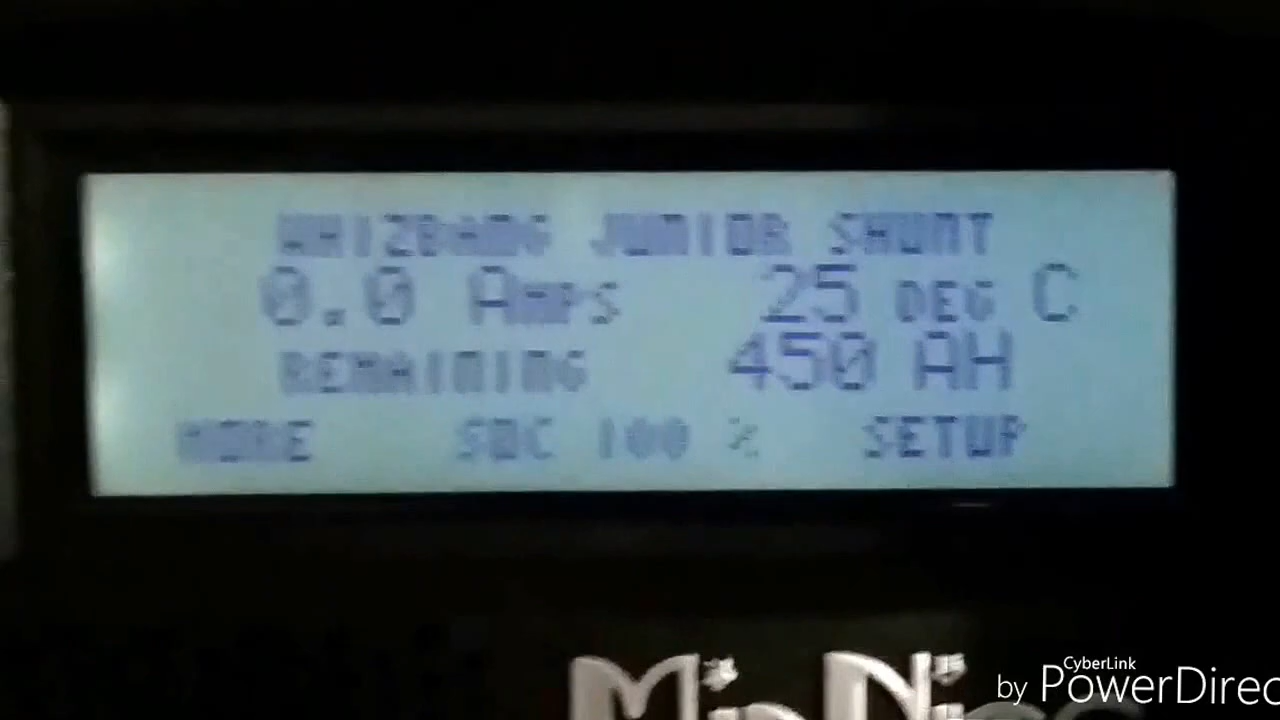 WHIZBANG JUNIOR SHUNT
0.0 AMPS 25 DEG C
REMAINING 450 AH
MORE SOC 100 % SETUP
CyberLink
by PowerDirec